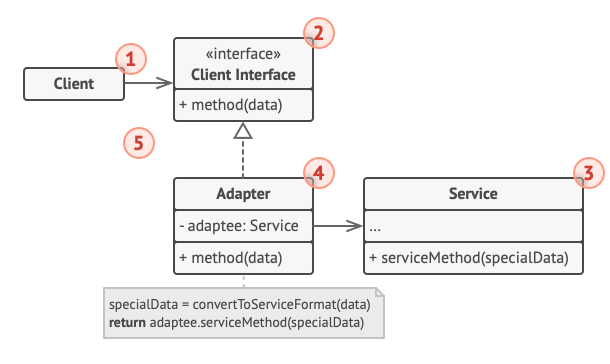 1
2
«interface»
Client Interface
Client
+ method(data)
5
4
3
Adapter
Service
- adaptee: Service
...
+ method(data)
+ serviceMethod(specialData)
specialData = convertToServiceFormat(data)
return adaptee.serviceMethod(specialData)